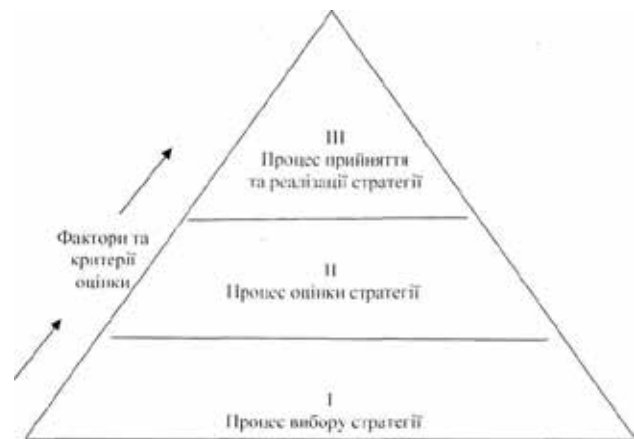 III
Процес прийняття
та реалізації стратегії
Фактори та
критерії
оцінки
II
Процес оцінки стратегії
I
Процес вибору стратегії